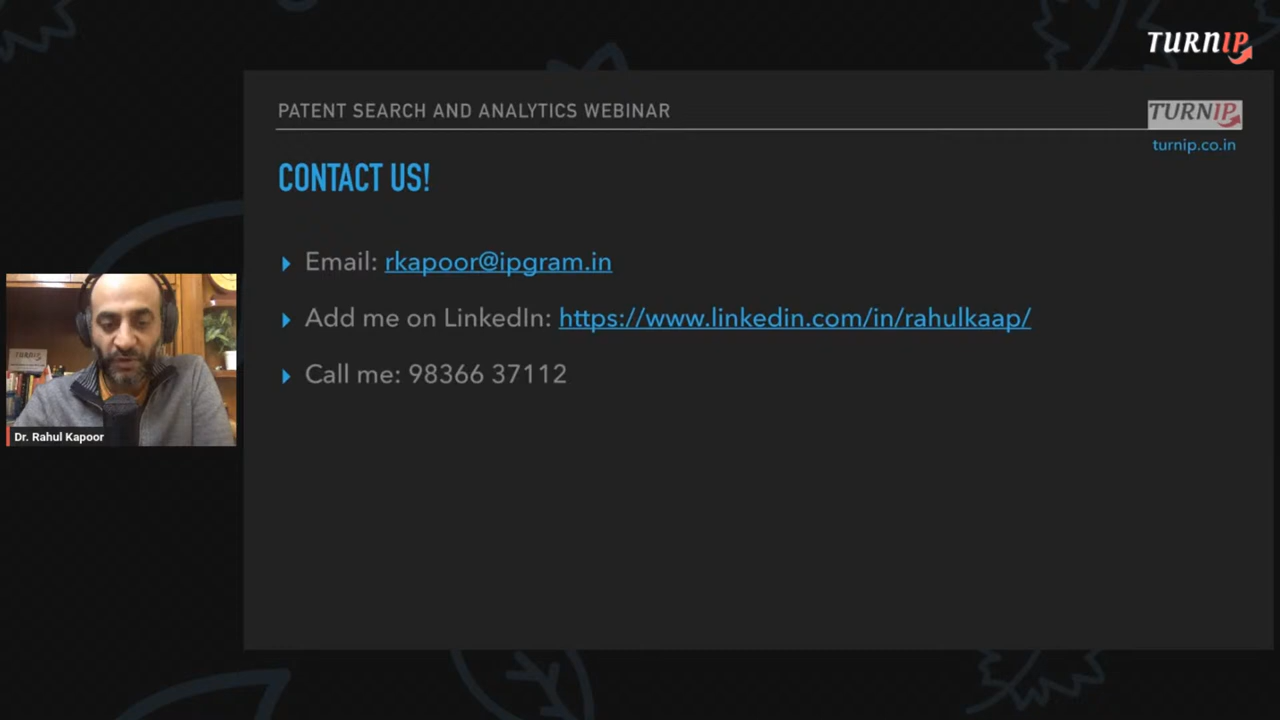 TURNIP
PATENT SEARCH AND ANALYTICS WEBINAR
TURNIP
turnip.co.in
CONTACT US!
Email: rkapoor@ipgram.in
Add me on LinkedIn: https://www.linkedin.com/in/rahulkaap/
Call me: 98366 37112
TURNIP
Dr. Rahul Kapoor